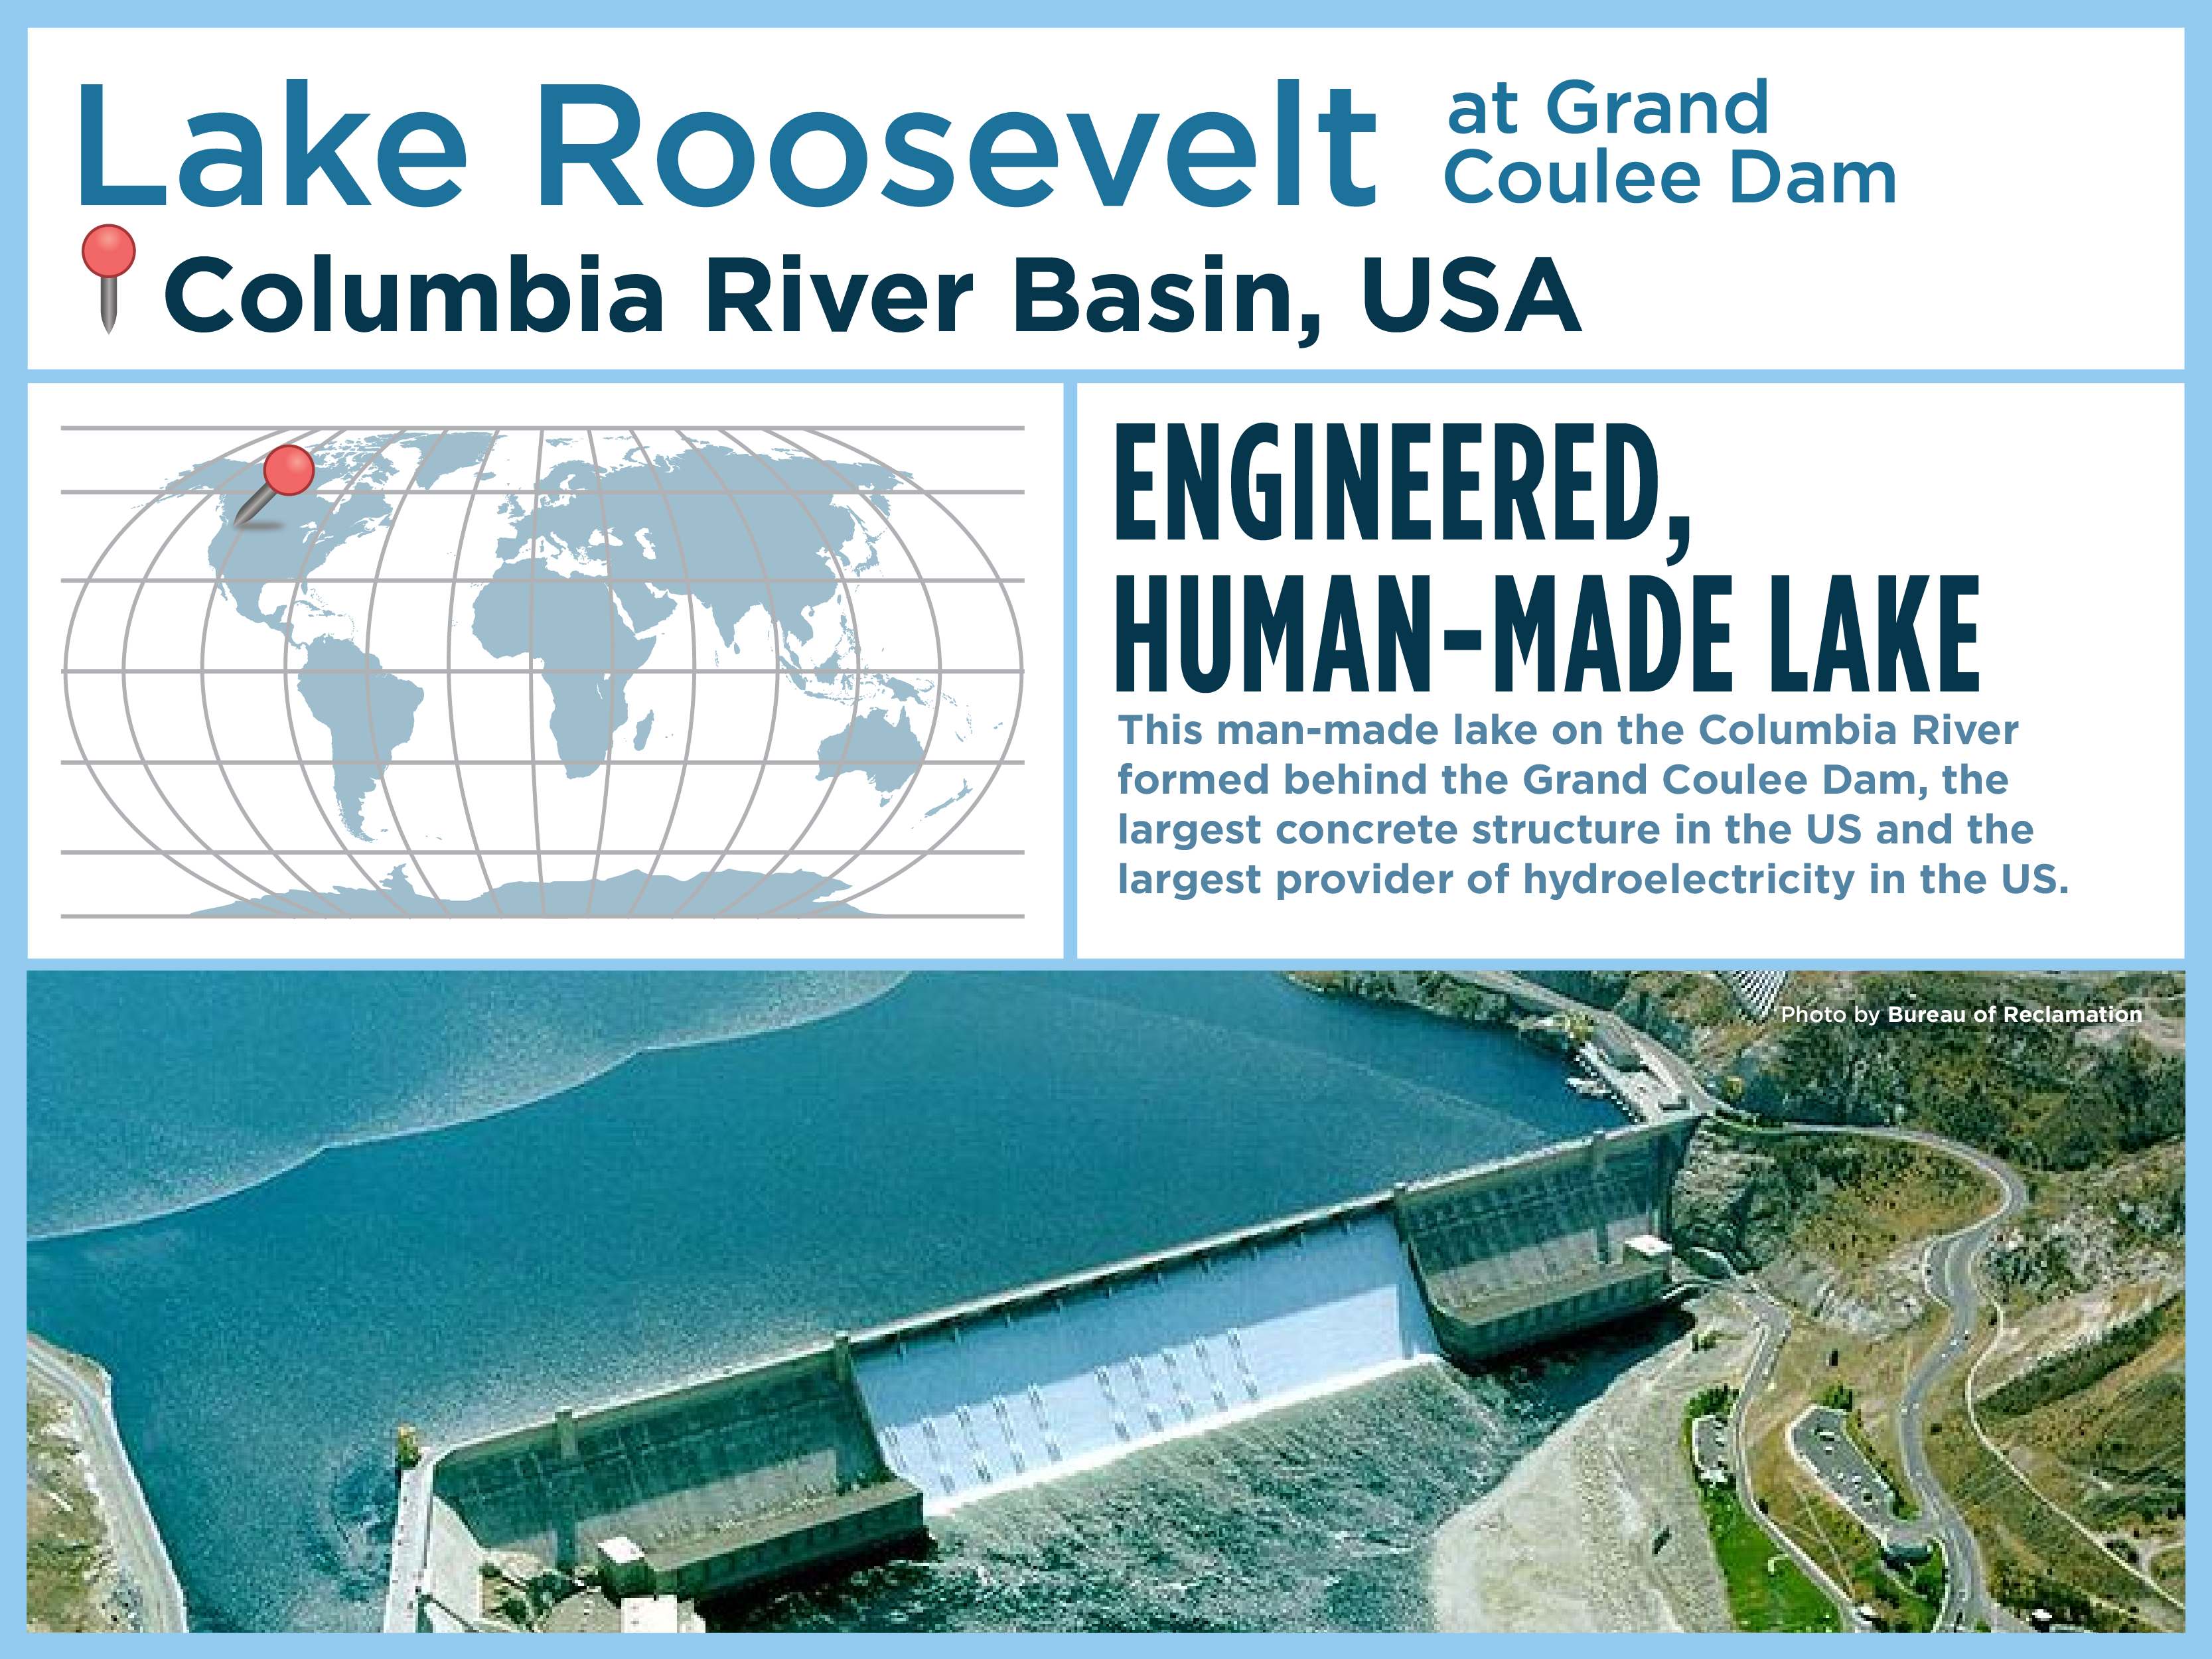 Lake Roosevelt at Grand
Coulee Dam
Columbia River Basin, USA
ENGINEERED,
HUMAN-MADE LAKE
This man-made lake on the Columbia River
formed behind the Grand Coulee Dam, the
largest concrete structure in the US and the
largest provider of hydroelectricity in the US.
Photo by Bureau of Reclamation